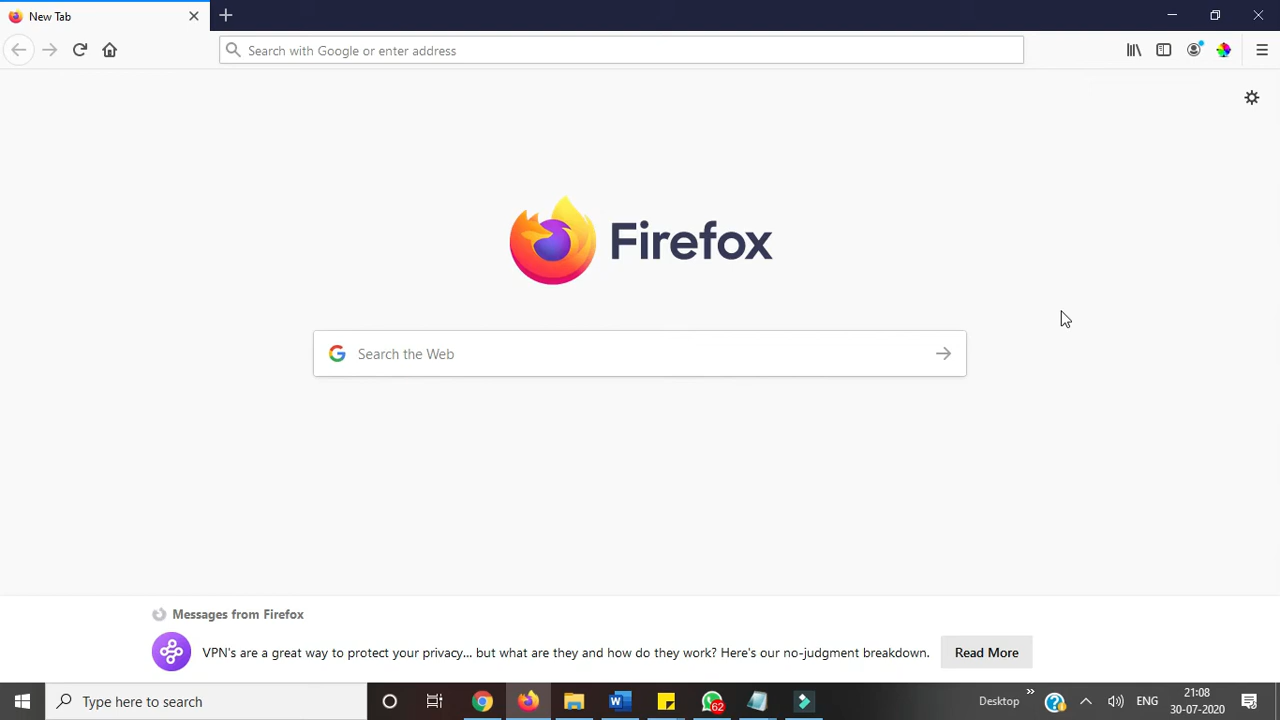 New Tab
Search with Google or enter address
Firefox
Search the Web
Messages from Firefox
VPN's are a great way to protect your privacy... but what are they and how do they work? Here's our no-judgment breakdown.
Read More
Type here to search
W
62
Desktop
ENG
21:08
30-07-2020